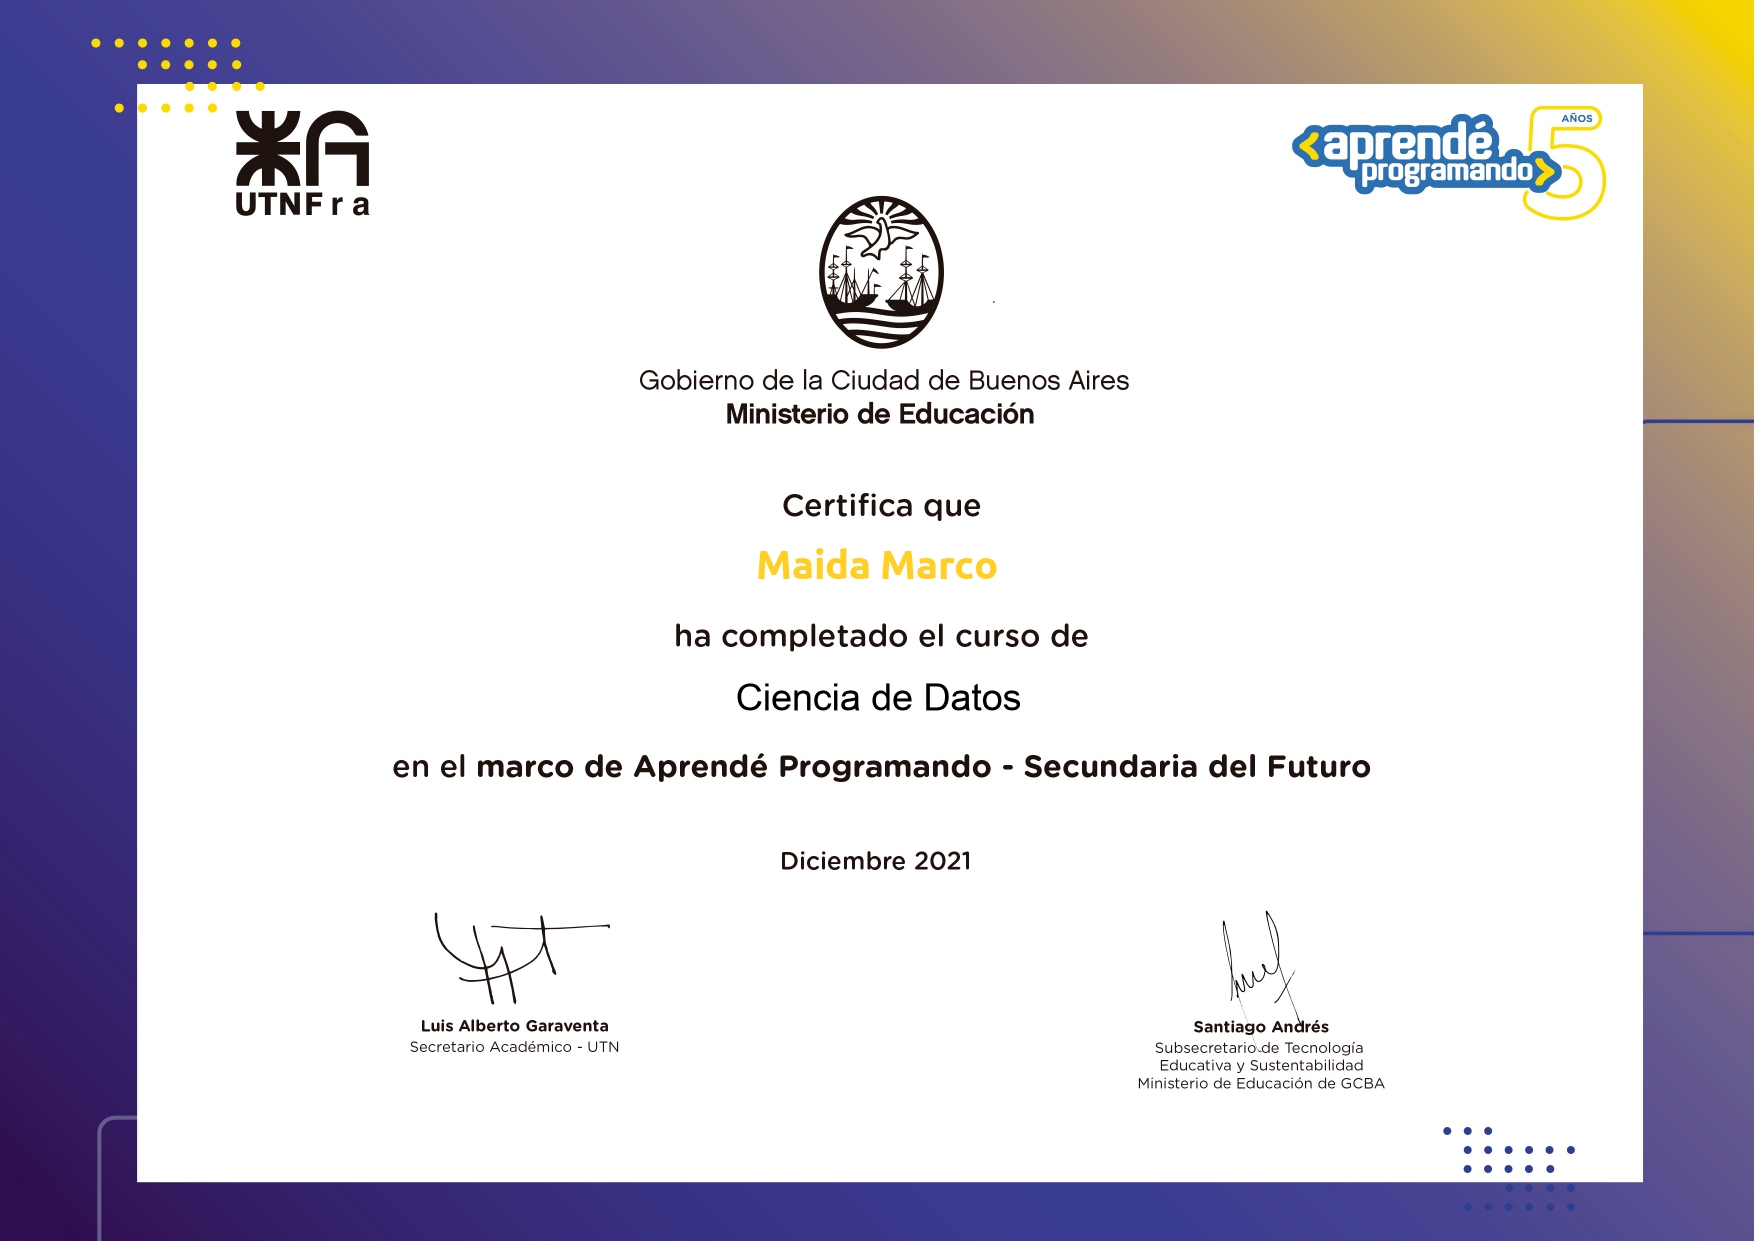 UTNFra
<aprendé
programando>
5
AÑOS
Gobierno de la Ciudad de Buenos Aires
Ministerio de Educación
Certifica que
Maida Marco
ha completado el curso de
Ciencia de Datos
en el marco de Aprendé Programando - Secundaria del Futuro
Diciembre 2021
Luis Alberto Garaventa
Secretario Académico - UTN
Santiago Andrés
Subsecretario de Tecnología
Educativa y Sustentabilidad
Ministerio de Educación de GCBA